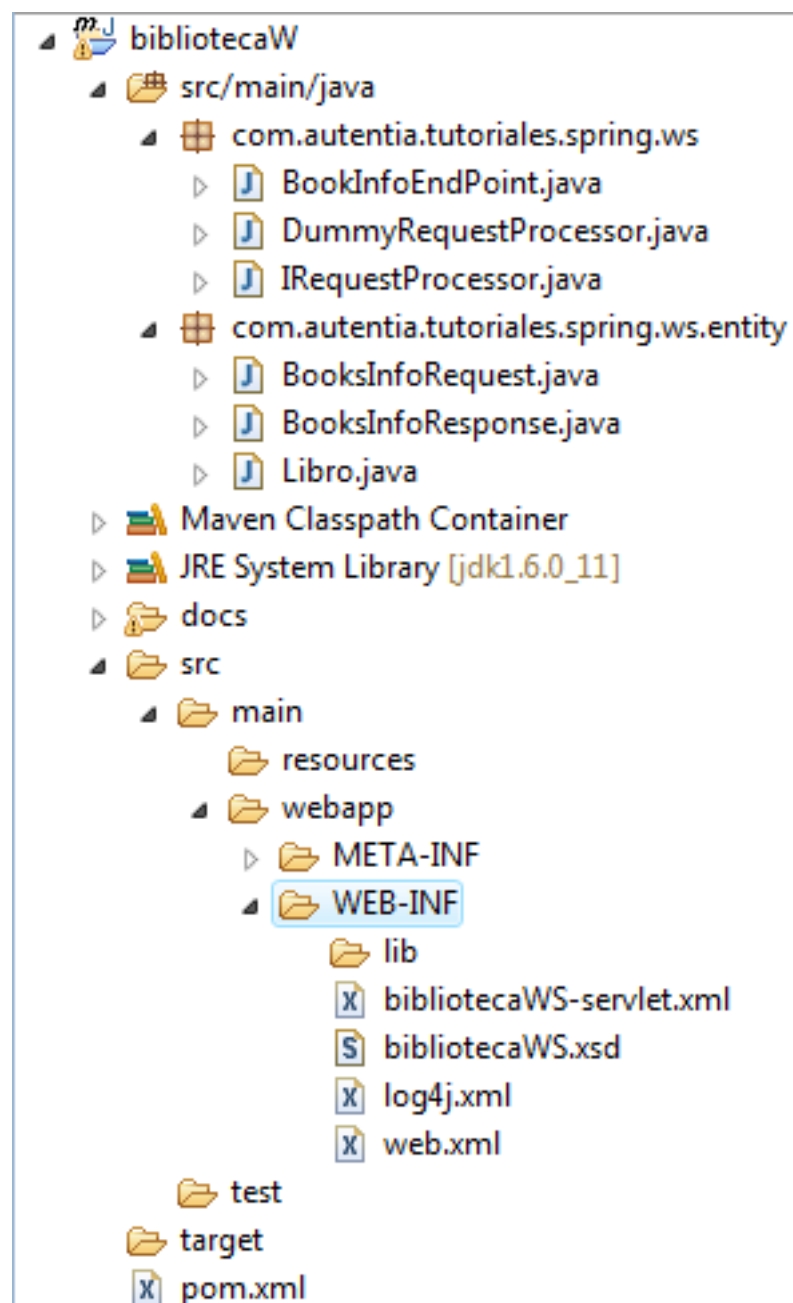 bibliotecaW
src/main/java
com.autentia.tutoriales.spring.ws
BookInfoEndPoint.java
DummyRequestProcessor.java
IRequestProcessor.java
com.autentia.tutoriales.spring.ws.entity
BooksInfoRequest.java
BooksInfoResponse.java
Libro.java
Maven Classpath Container
JRE System Library [jdk1.6.0_11]
docs
src
main
resources
webapp
META-INF
WEB-INF
lib
bibliotecaWS-servlet.xml
bibliotecaWS.xsd
log4j.xml
web.xml
test
target
pom.xml